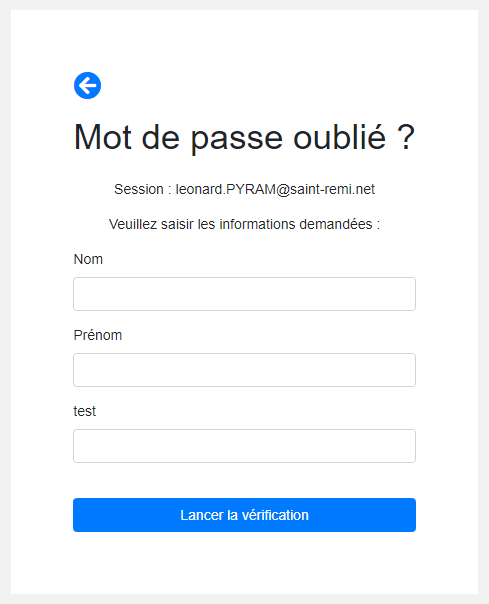 Mot de passe oublié ?
Session : leonard.PYRAM@saint-remi.net
Veuillez saisir les informations demandées :
Nom
Prénom
test
Lancer la vérification